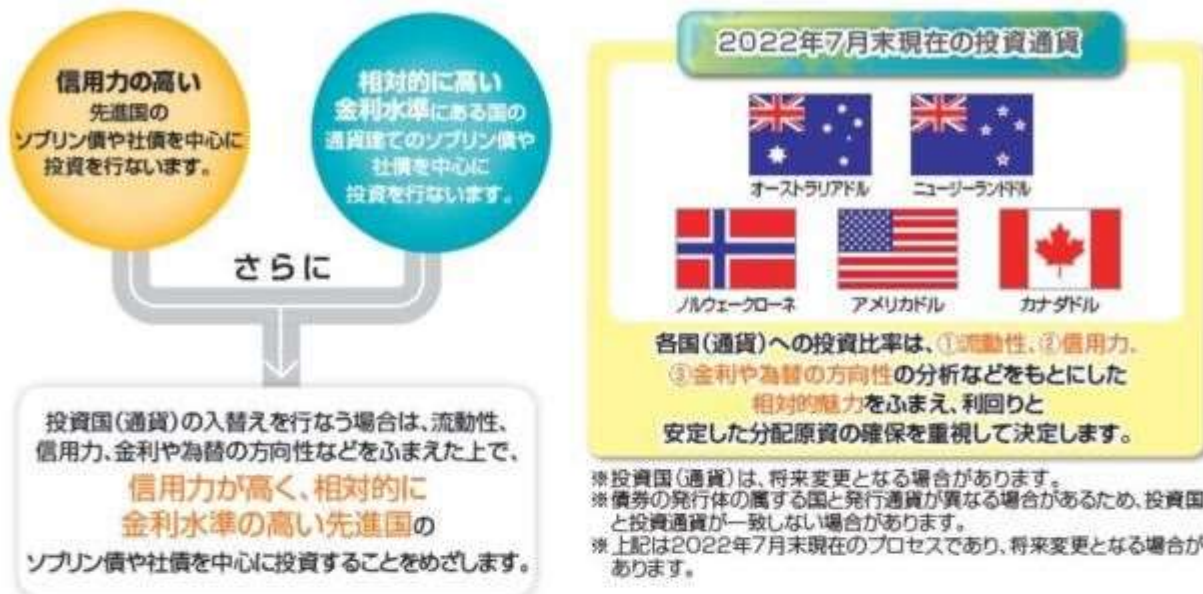 信用力の高い
先進国の
ソブリン債や社債を中心に
投資を行ないます。
相対的に高い
金利水準にある国の
通貨建てのソブリン債や
社債を中心に
投資を行ないます。
さらに
投資国(通貨)の入替えを行なう場合は、流動性、
信用力、金利や為替の方向性などをふまえた上で、
信用力が高く、相対的に
金利水準の高い先進国の
ソブリン債や社債を中心に投資することをめざします。
2022年7月末現在の投資通貨
オーストラリアドル
ニュージーランドドル
ノルウェークローネ
アメリカドル
カナダドル
各国(通貨)への投資比率は、①流動性、②信用力、
③金利や為替の方向性の分析などをもとにした
相対的魅力をふまえ、利回りと
安定した分配原資の確保を重視して決定します。
※投資国(通貨)は、将来変更となる場合があります。
※債券の発行体の属する国と発行通貨が異なる場合があるため、投資国
と投資通貨が一致しない場合があります。
※上記は2022年7月末現在のプロセスであり、将来変更となる場合が
あります。